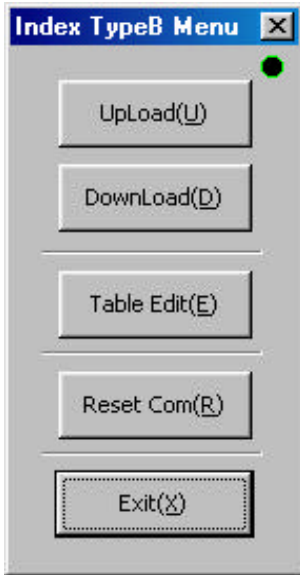 Index TypeB Menu
UpLoad(U)
DownLoad(D)
Table Edit(E)
Reset Com(R)
Exit(X)